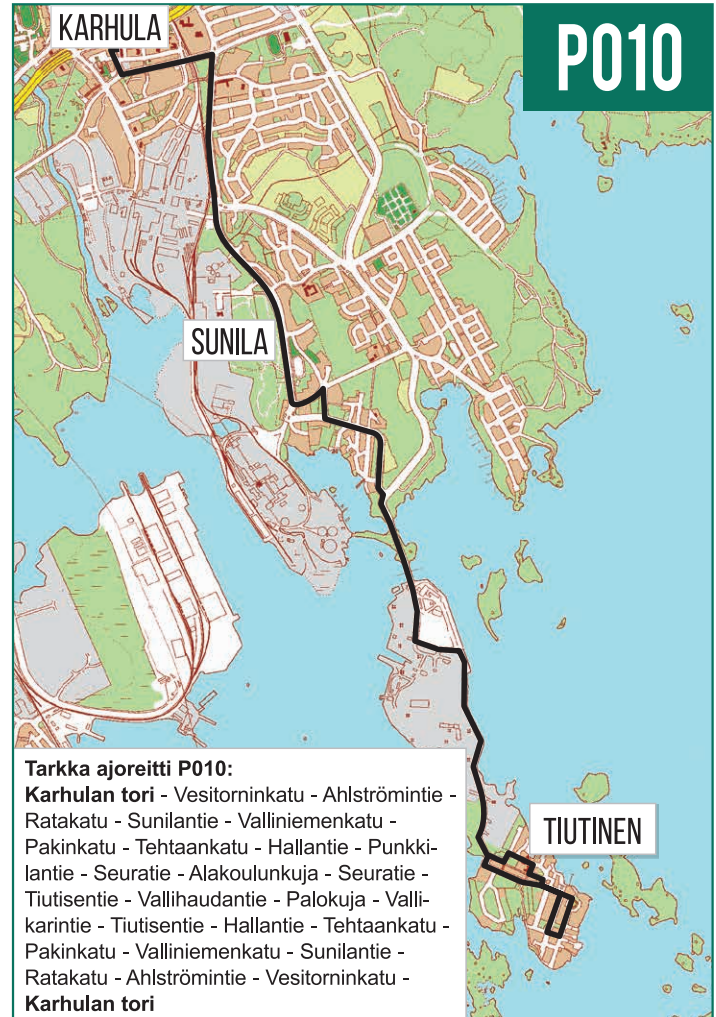 KARHULA
P010
SUNILA
TIUTINEN
Tarkka ajoreitti P010:
Karhulan tori - Vesitorninkatu - Ahlströmintie -
Ratakatu - Sunilantie - Valliniemenkatu -
Pakinkatu - Tehtaankatu - Hallantie - Punkki-
lantie - Seuratie - Alakoulunkuja - Seuratie -
Tiutisentie - Vallihaudantie - Palokuja - Valli-
karintie - Tiutisentie - Hallantie - Tehtaankatu -
Pakinkatu - Valliniemenkatu - Sunilantie -
Ratakatu - Ahlströmintie - Vesitorninkatu -
Karhulan tori